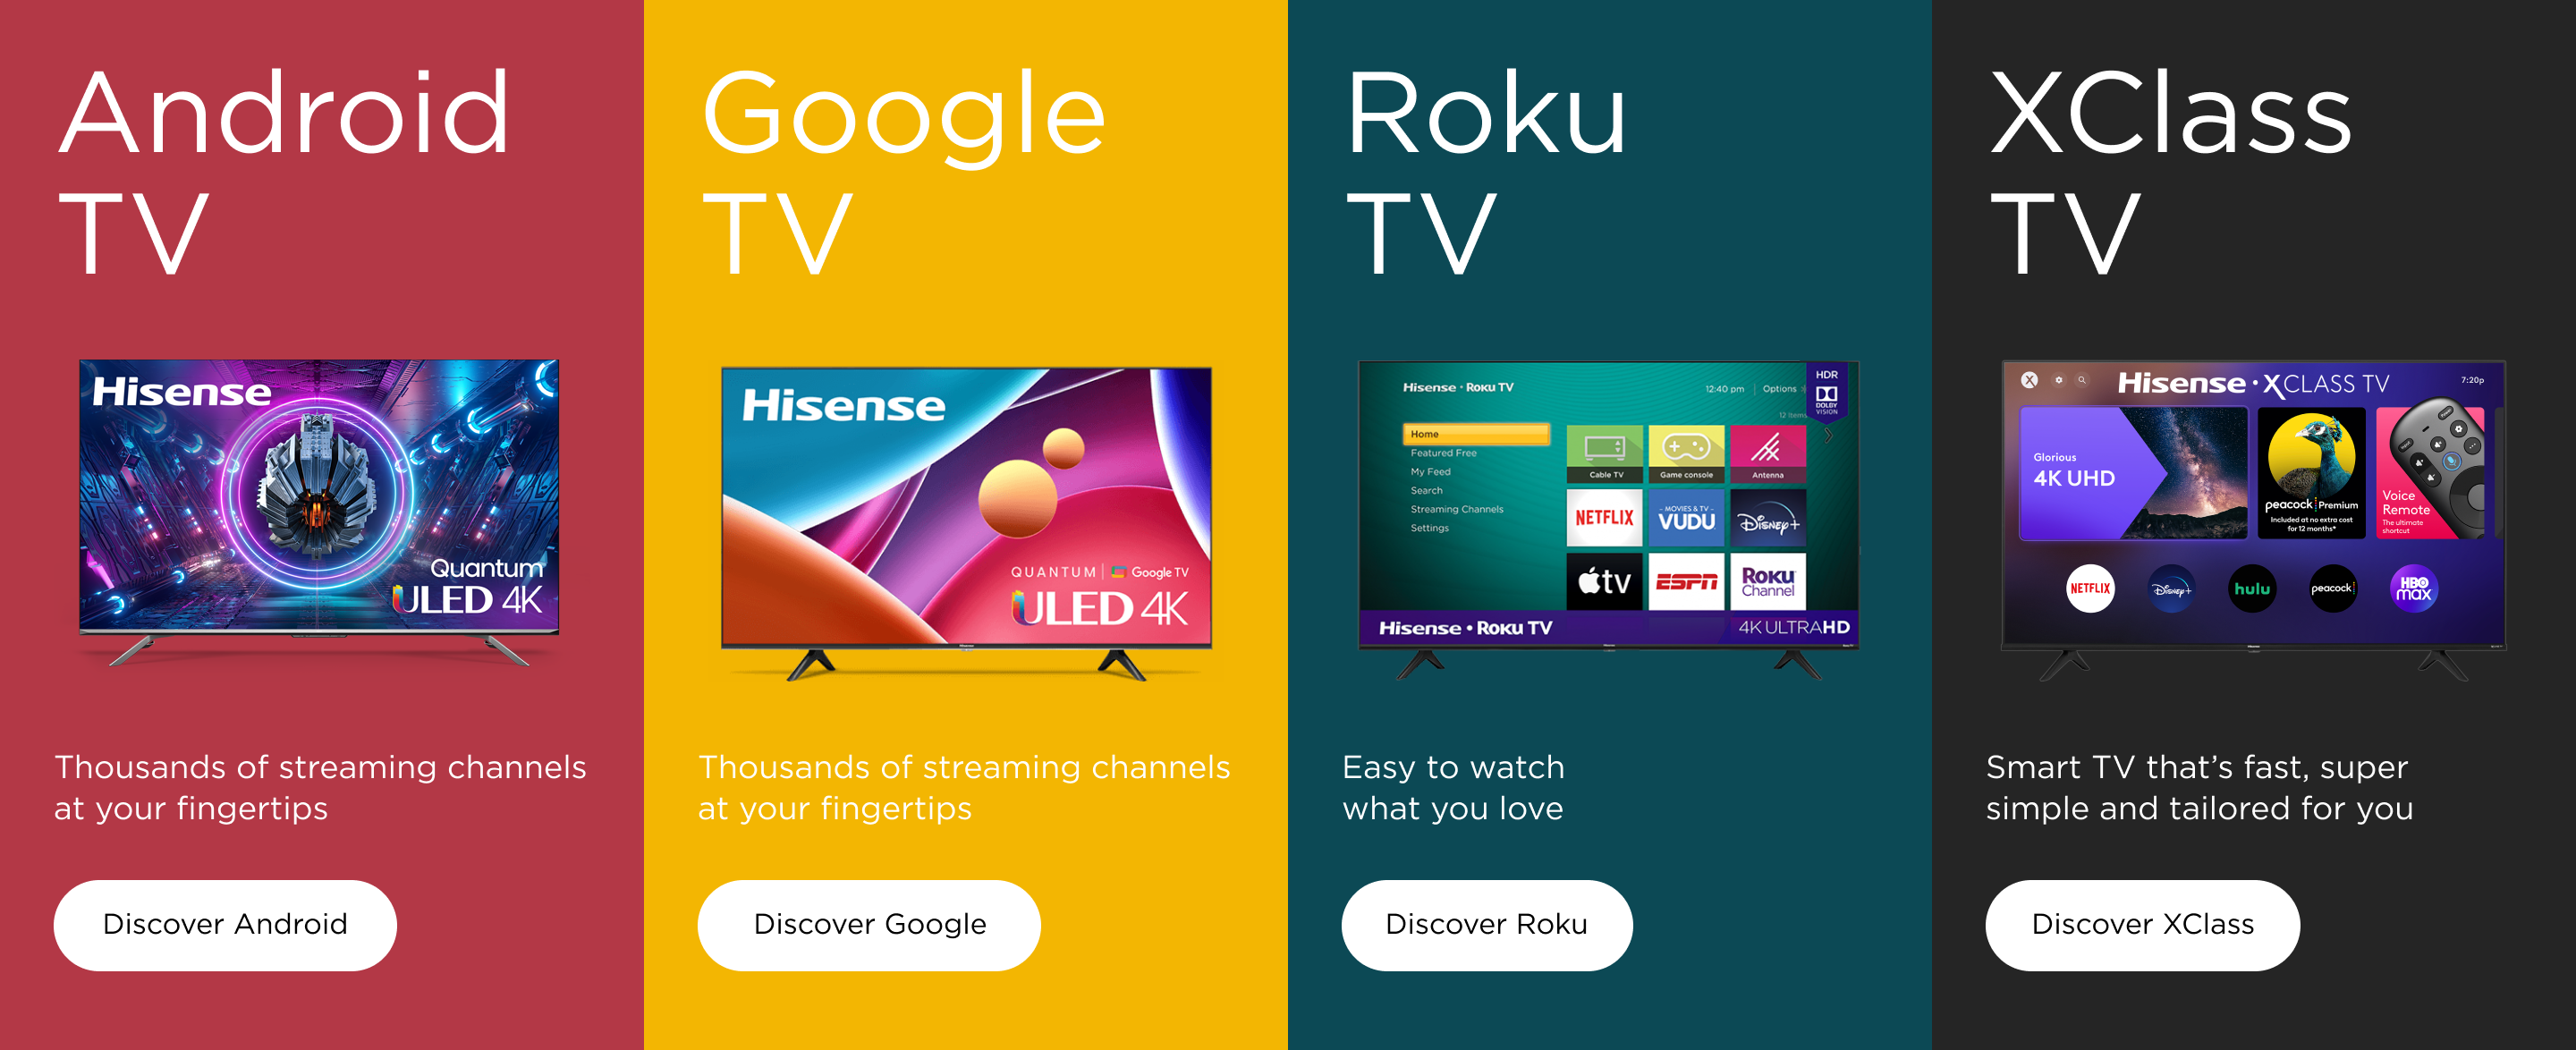 Android
TV
Hisense
Quantum
ULED 4K
Thousands of streaming channels
at your fingertips
Discover Android
Google
TV
Hisense
QUANTUM | Google TV
ULED 4K
Hisense
Thousands of streaming channels
at your fingertips
Discover Google
Roku
TV
Hisense • Roku TV
12:40 pm | Options
HDR
DOLBY
VISION
12 Items
Home
Featured Free
My Feed
Search
Streaming Channels
Settings
Cable TV
Game console
Antenna
NETFLIX
- MOVIES & TV -
VUDU
Disney+
tv
ESPN
Roku
Channel
Hisense • Roku TV
4K ULTRAHD
Hisense
Easy to watch
what you love
Discover Roku
XClass
TV
X
Hisense • XCLASS TV
7:20p
Glorious
4K UHD
peacock Premium
Included at no extra cost
for 12 months*
Voice
Remote
The ultimate
shortcut
NETFLIX
Disney+
hulu
peacock
HBO
max
Hisense
Smart TV that’s fast, super
simple and tailored for you
Discover XClass